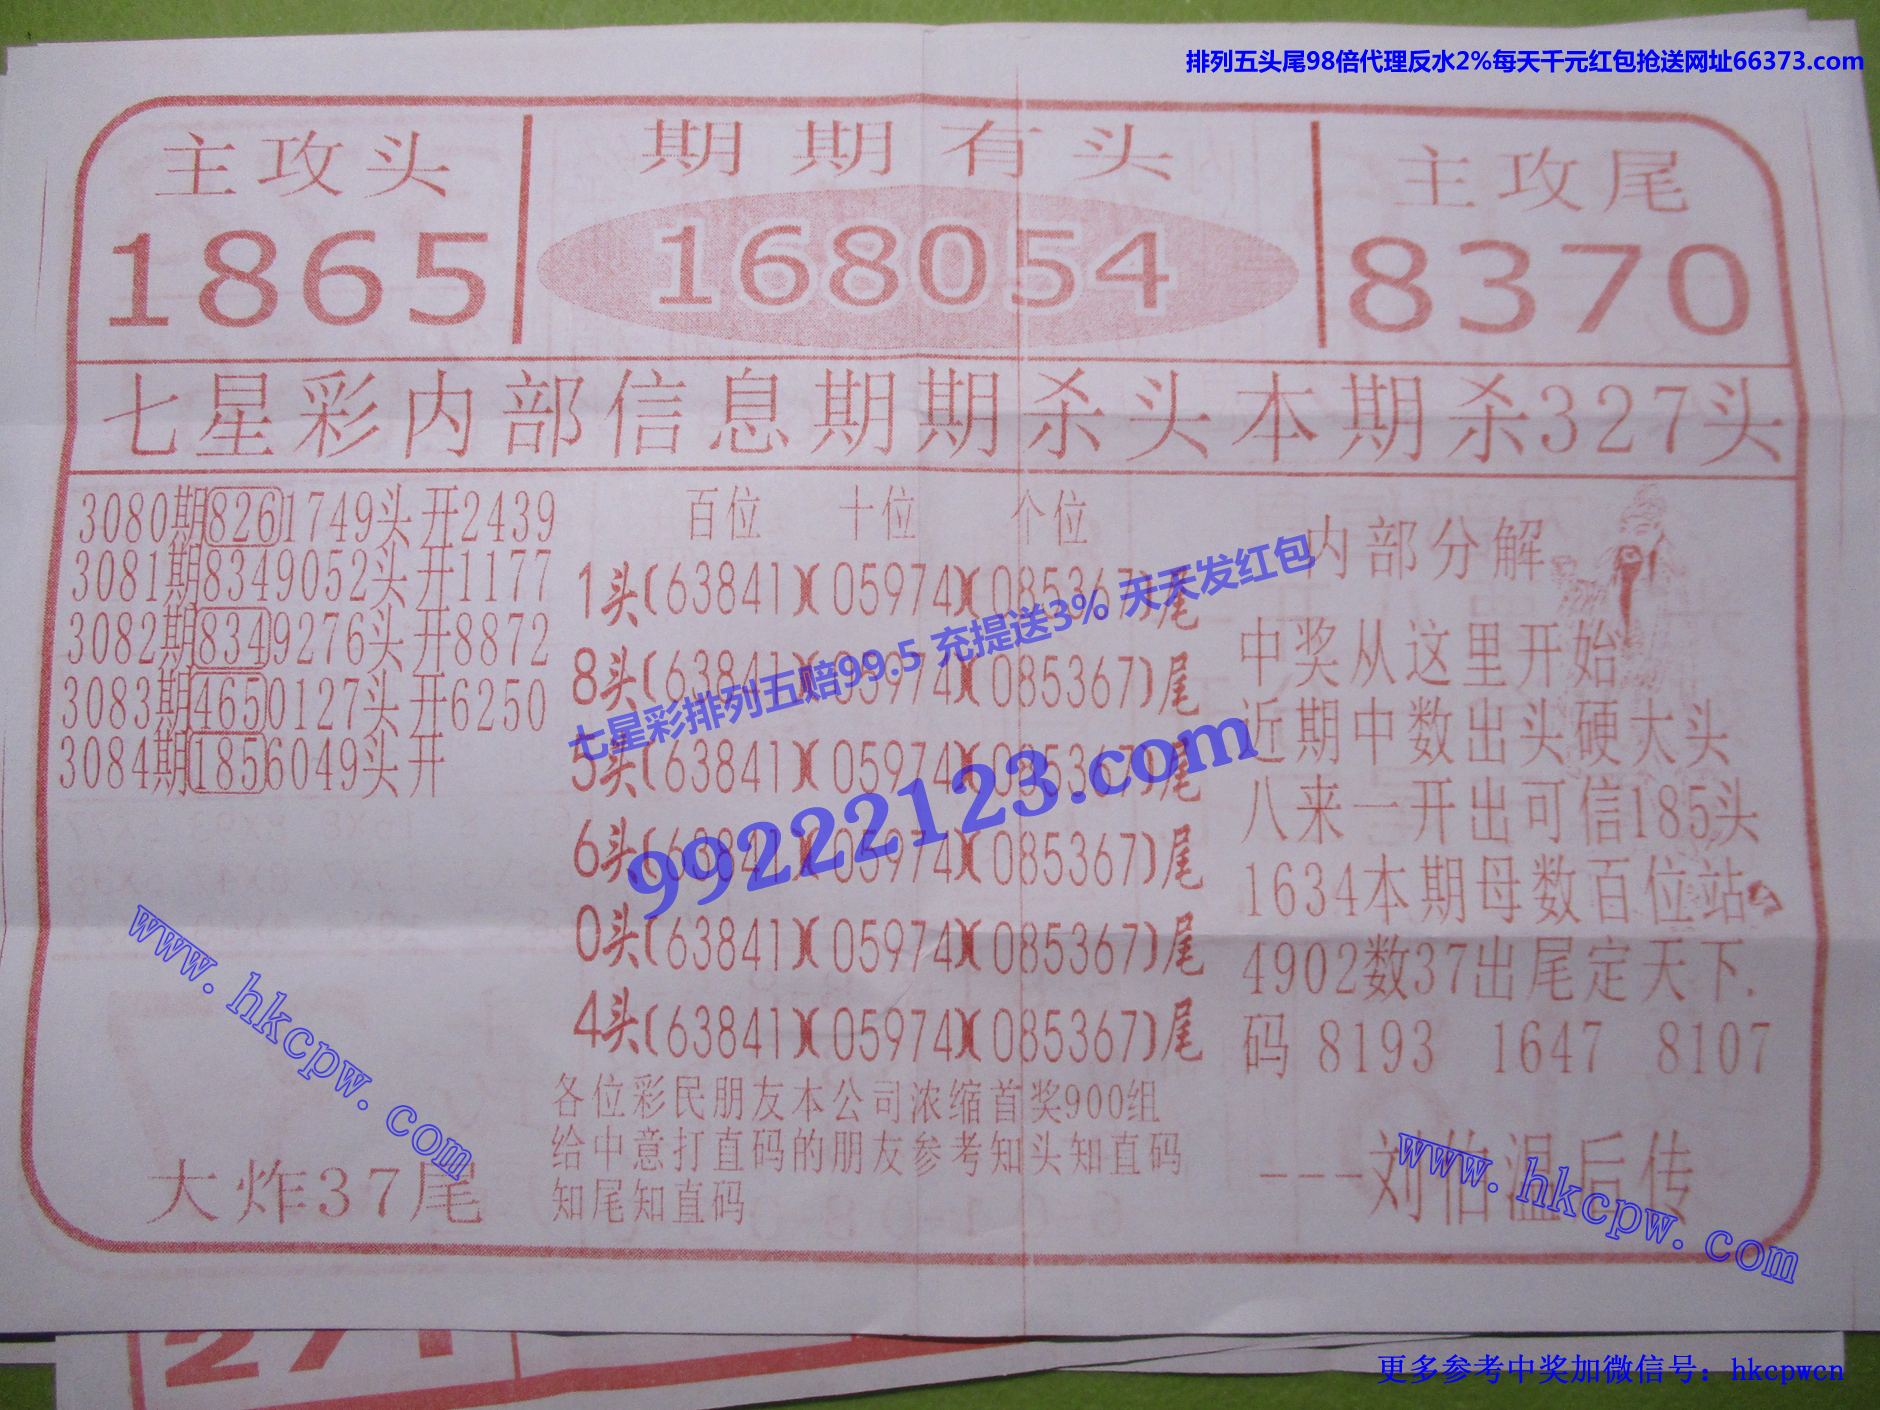 排列五头尾98倍代理反水2%每天千元红包抢送网址66373.com
主攻头
1865
期期有头
168054
主攻尾
8370
七星彩内部信息期期杀头本期杀327头
3080期8261749头开2439
3081期8349052头开1177
3082期8349276头开8872
3083期4650127头开6250
3084期1856049头开
大炸37尾
百位 十位 个位
1头(63841)(05974)(085367)尾
8头(63841)(05974)(085367)尾
5头(63841)(05974)(085367)尾
6头(63841)(05974)(085367)尾
0头(63841)(05974)(085367)尾
4头(63841)(05974)(085367)尾
各位彩民朋友本公司浓缩首奖900组
给中意打直码的朋友参考知头知直码
知尾知直码
内部分解
中奖从这里开始
近期中数出头硬大头
八来一开出可信185头
1634本期母数百位站
4902数37出尾定天下.
码 8193 1647 8107
---刘伯温后传
七星彩排列五赔99.5 充提送3% 天天发红包
99222123.com
www.hkcpw.com
www.hkcpw.com
271
更多参考中奖加微信号：hkcpwcn